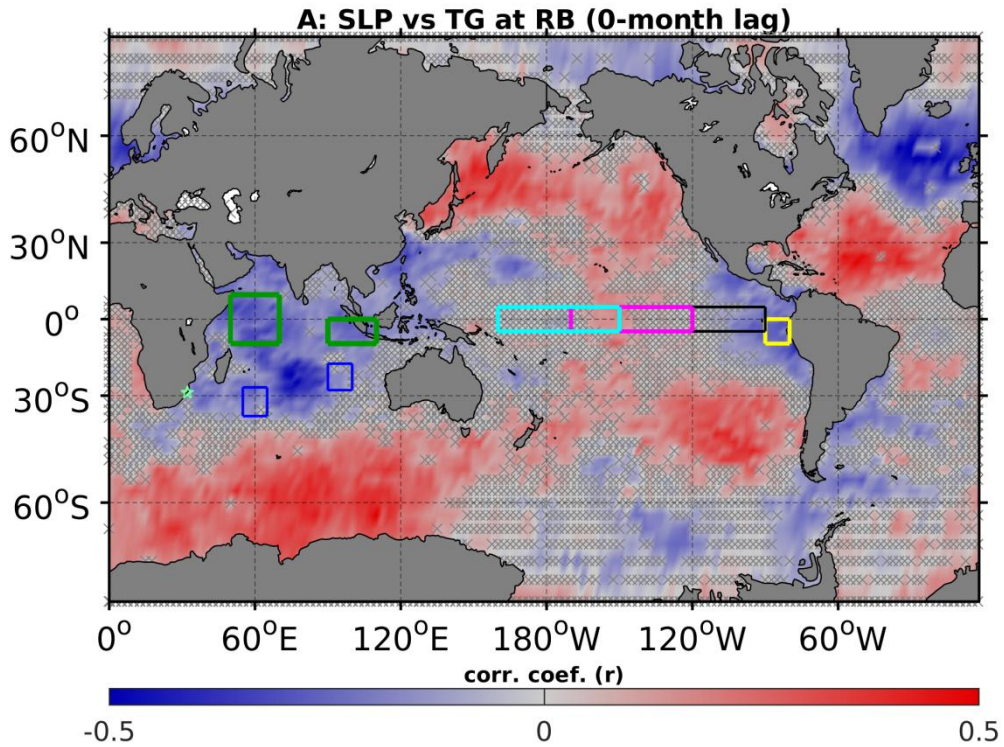 A: SLP vs TG at RB (0-month lag)
60°N
30°N
0°
30°S
60°S
0° 60°E 120°E 180°W 120°W 60°W
corr. coef. (r)
-0.5 0 0.5